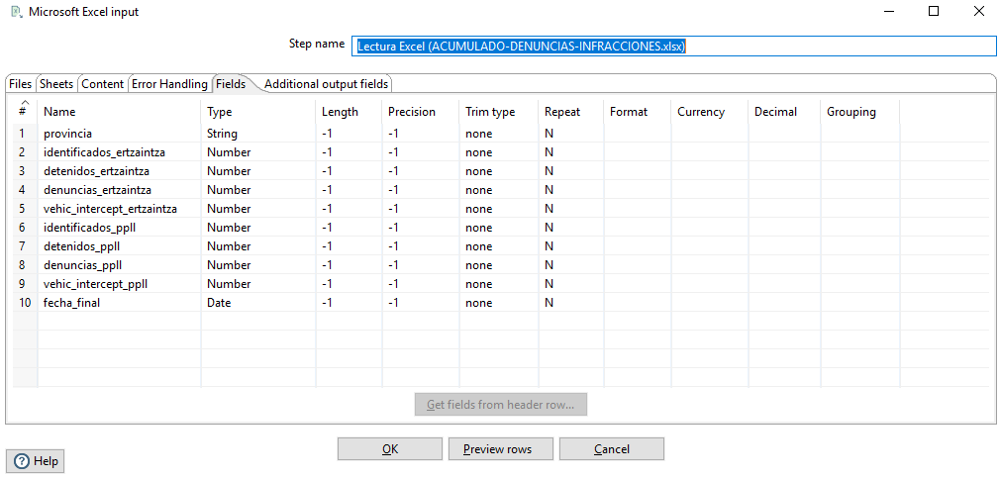 Microsoft Excel input
Step name Lectura Excel (ACUMULADO-DENUNCIAS-INFRACCIONES.xlsx)
Files Sheets Content Error Handling Fields Additional output fields
# Name Type Length Precision Trim type Repeat Format Currency Decimal Grouping
1 provincia String -1 -1 none N
2 identificados_ertzaintza Number -1 -1 none N
3 detenidos_ertzaintza Number -1 -1 none N
4 denuncias_ertzaintza Number -1 -1 none N
5 vehic_intercept_ertzaintza Number -1 -1 none N
6 identificados_ppll Number -1 -1 none N
7 detenidos_ppll Number -1 -1 none N
8 denuncias_ppll Number -1 -1 none N
9 vehic_intercept_ppll Number -1 -1 none N
10 fecha_final Date -1 -1 none N
Get fields from header row...
OK Preview rows Cancel
? Help